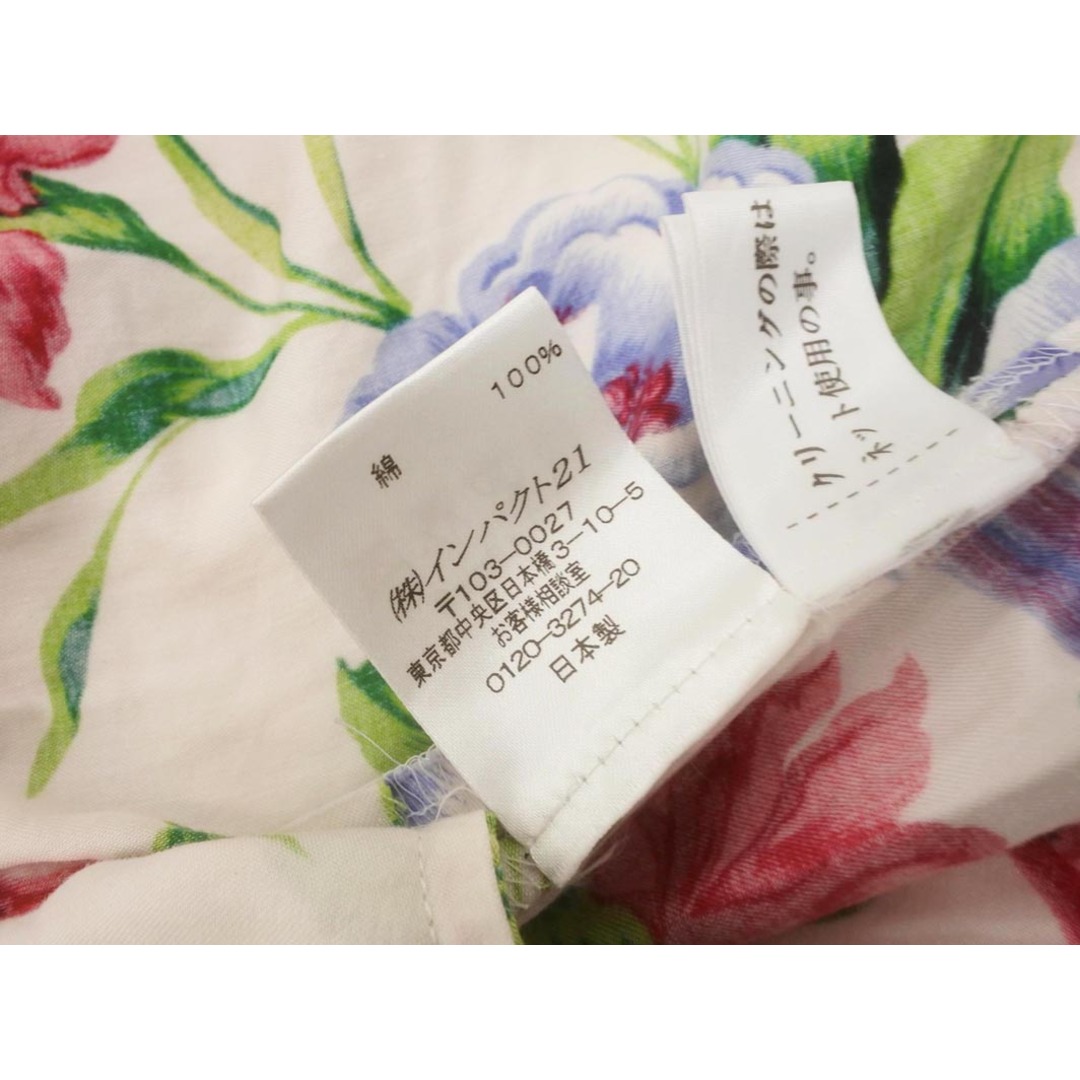 綿 100%
(株)インパクト21
〒103-0027
東京都中央区日本橋3-10-5
お客様相談室
0120-3274-20
日本製
クリーニングの際は
ネット使用の事。